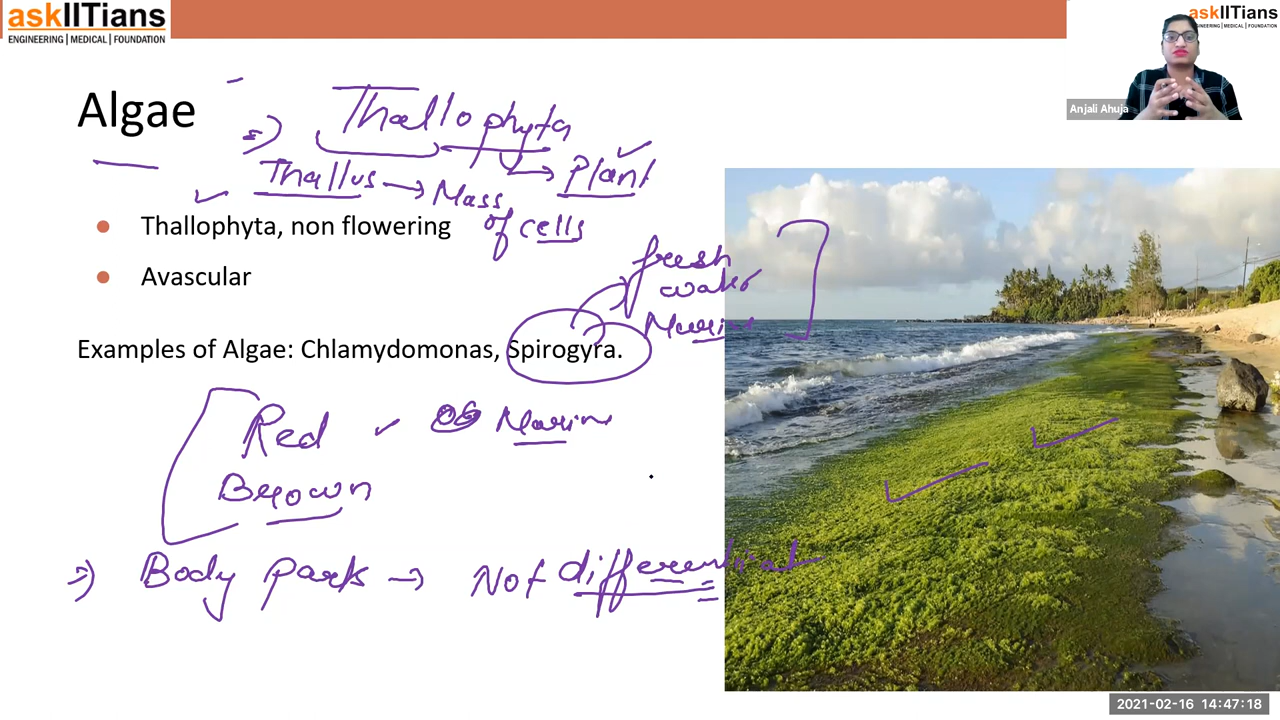 askIITians
ENGINEERING | MEDICAL | FOUNDATION
askIITians
ENGINEERING | MEDICAL | FOUNDATION
Anjali Ahuja
Algae
Thallophyta
Thallus → Mass of cells
→ Plant
Thallophyta, non flowering
Avascular
fresh
water
Marine
Examples of Algae: Chlamydomonas, Spirogyra.
Red
Marine
Brown
Body parts → Not differential
2021-02-16 14:47:18